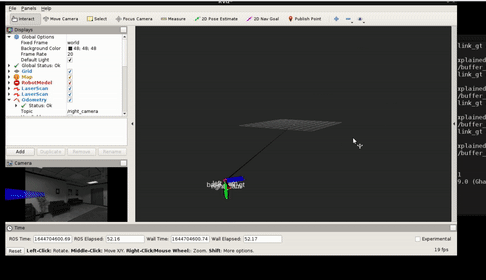 File Panels Help
Interact Move Camera Select Focus Camera Measure 2D Pose Estimate 2D Nav Goal Publish Point
Displays
Global Options
Fixed Frame world
Background Color 48; 48; 48
Frame Rate 20
Default Light
Global Status: Ok
Grid
Map
RobotModel
LaserScan
LaserScan
Odometry
Status: Ok
Topic /right_camera
Add Duplicate Remove Rename
Camera
link_gt
xplained
/buffer_
link_gt
xplained
/buffer_
link_gt
xplained
/buffer_
link_gt
xplained
/buffer_
1
9.0 (Gha
Time
ROS Time: 1644704600.69 ROS Elapsed: 52.16 Wall Time: 1644704600.74 Wall Elapsed: 52.17 Experimental
Reset Left-Click: Rotate. Middle-Click: Move X/Y. Right-Click/Mouse Wheel: Zoom. Shift: More options. 19 fps